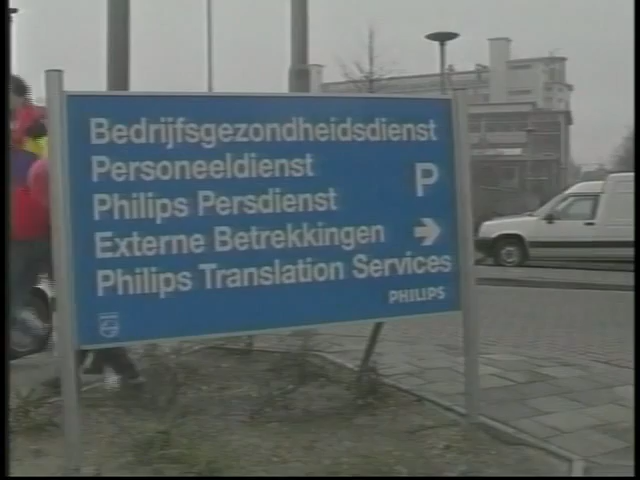 Bedrijfsgezondheidsdienst
Personeeldienst
Philips Persdienst
P
Externe Betrekkingen →
Philips Translation Services
PHILIPS